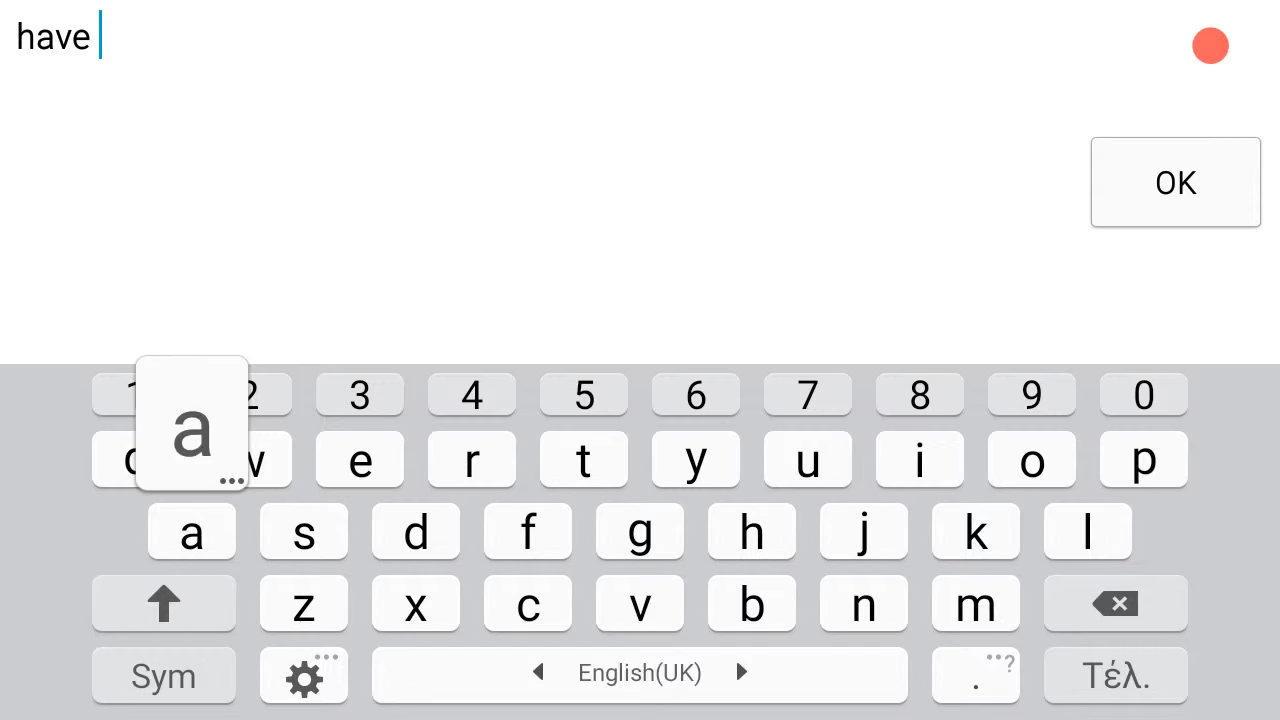 have
OK
1 2 3 4 5 6 7 8 9 0
a
w e r t y u i o p
a s d f g h j k l
z x c v b n m
Sym English(UK) . ? Τέλ.